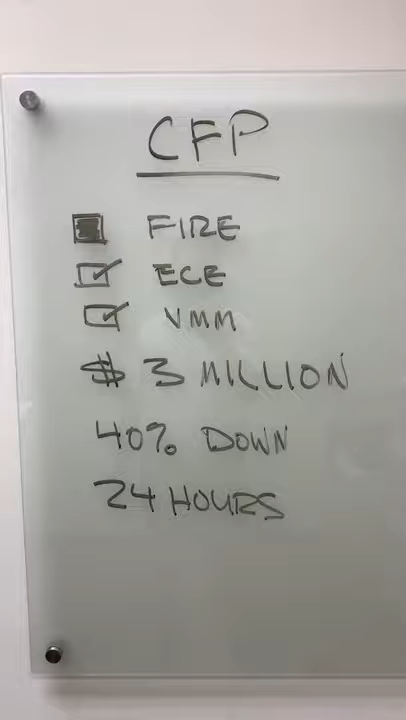 CFP
■ FIRE
☑ ECE
☑ VMM
$ 3 MILLION
40% DOWN
24 HOURS